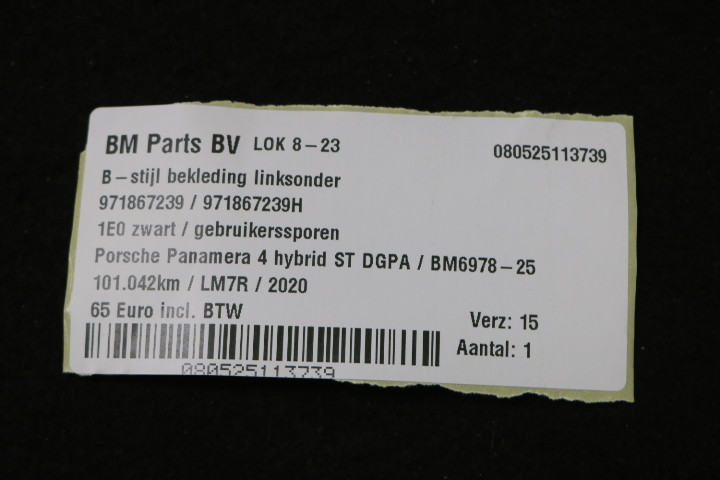 BM Parts BV LOK 8-23 080525113739
B-stijl bekleding linksonder
971867239 / 971867239H
1E0 zwart / gebruikerssporen
Porsche Panamera 4 hybrid ST DGPA / BM6978-25
101.042km / LM7R / 2020
65 Euro incl. BTW
Verz: 15
Aantal: 1
080525113739